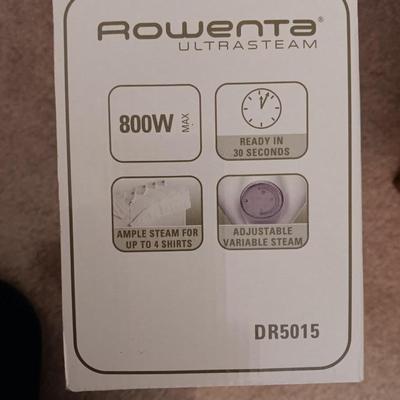 Rowenta®
ULTRASTEAM
800W MAX
READY IN
30 SECONDS
AMPLE STEAM FOR
UP TO 4 SHIRTS
ADJUSTABLE
VARIABLE STEAM
DR5015